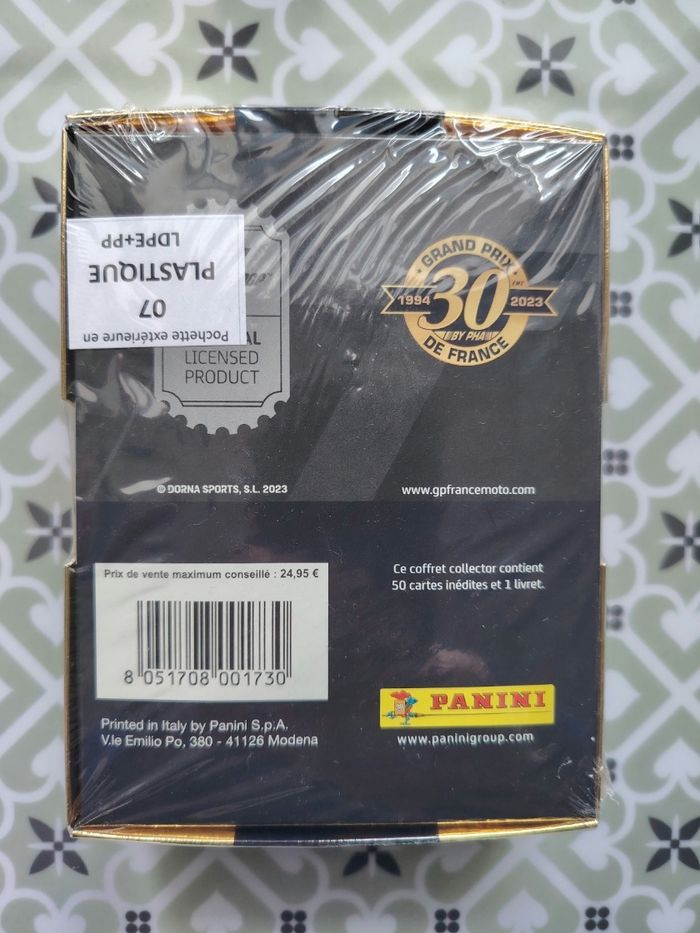 Pochette extérieure en
07
PLASTIQUE
LDPE+PP
AL
LICENSED
PRODUCT
GRAND PRIX
1994 30 2023
BY PHA
DE FRANCE
© DORNA SPORTS, S.L. 2023
www.gpfrancemoto.com
Prix de vente maximum conseillé : 24,95 €
8 051708 001730
Ce coffret collector contient
50 cartes inédites et 1 livret.
PANINI
www.paninigroup.com
Printed in Italy by Panini S.p.A.
V.le Emilio Po, 380 - 41126 Modena